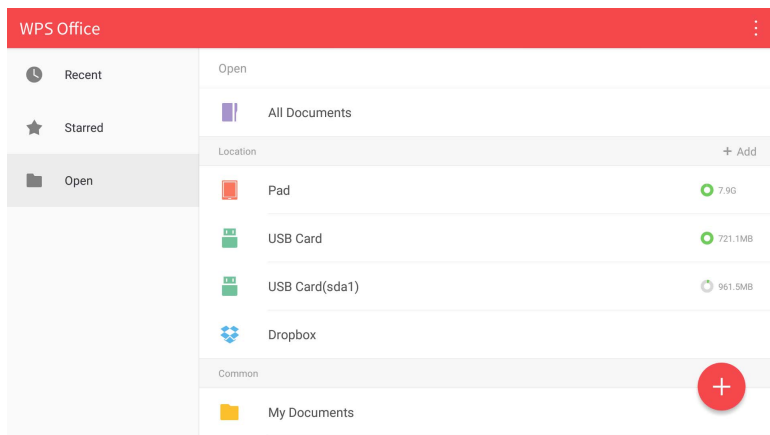 WPS Office
Recent
Starred
Open
Open
All Documents
Location
+ Add
Pad
7.9G
USB Card
721.1MB
USB Card(sda1)
961.5MB
Dropbox
Common
My Documents